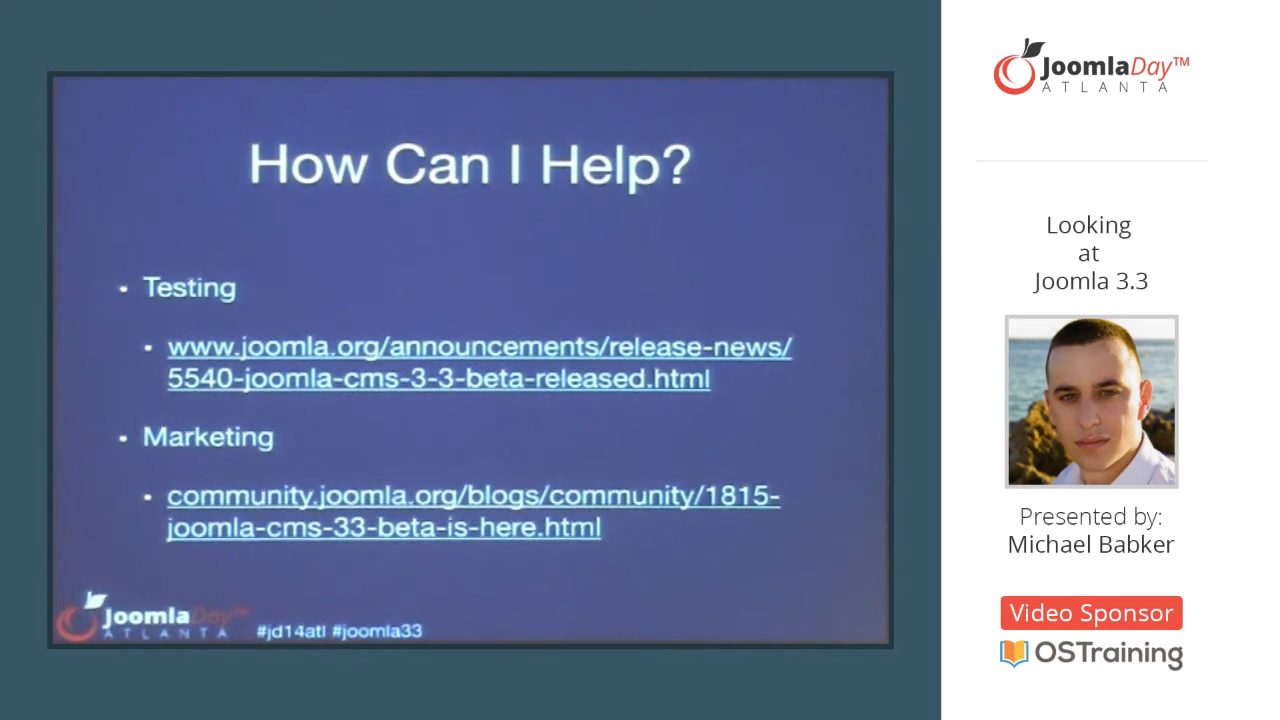 How Can I Help?
• Testing
• www.joomla.org/announcements/release-news/
5540-joomla-cms-3-3-beta-released.html
• Marketing
• community.joomla.org/blogs/community/1815-
joomla-cms-33-beta-is-here.html
JoomlaDay™
ATLANTA
#jd14atl #joomla33
JoomlaDay™
ATLANTA
Looking
at
Joomla 3.3
Presented by:
Michael Babker
Video Sponsor
OSTraining